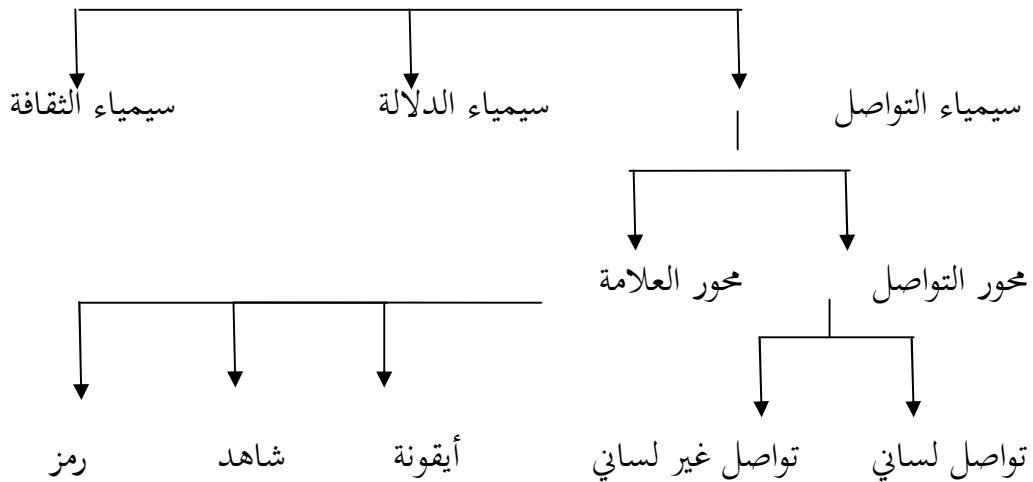 سيمياء التواصل سيمياء الدلالة سيمياء الثقافة
محور التواصل محور العلامة
تواصل لساني تواصل غير لساني أيقونة شاهد رمز